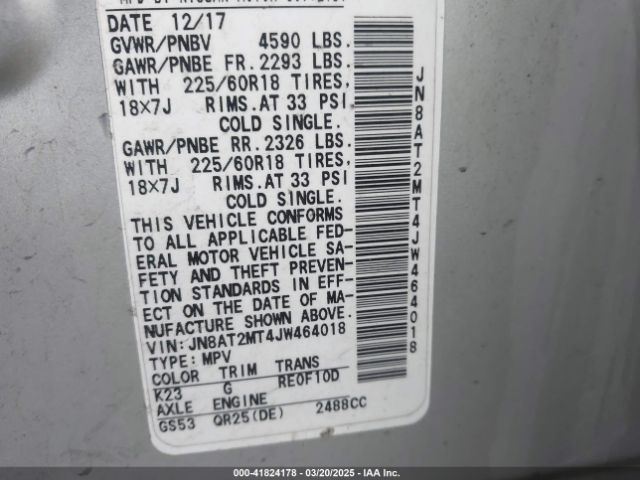 DATE 12/17
GVWR/PNBV 4590 LBS.
GAWR/PNBE FR. 2293 LBS.
WITH 225/60R18 TIRES,
18X7J RIMS.AT 33 PSI
COLD SINGLE.
GAWR/PNBE RR. 2326 LBS.
WITH 225/60R18 TIRES,
18X7J RIMS.AT 33 PSI
COLD SINGLE.
THIS VEHICLE CONFORMS
TO ALL APPLICABLE FED-
ERAL MOTOR VEHICLE SA-
FETY AND THEFT PREVEN-
TION STANDARDS IN EFF-
ECT ON THE DATE OF MA-
NUFACTURE SHOWN ABOVE.
VIN:JN8AT2MT4JW464018
TYPE:MPV
COLOR TRIM TRANS
K23 G RE0F10D
AXLE ENGINE
GS53 QR25(DE) 2488CC
JN8AT2MT4JW464018
000-41824178 - 03/20/2025 - IAA Inc.